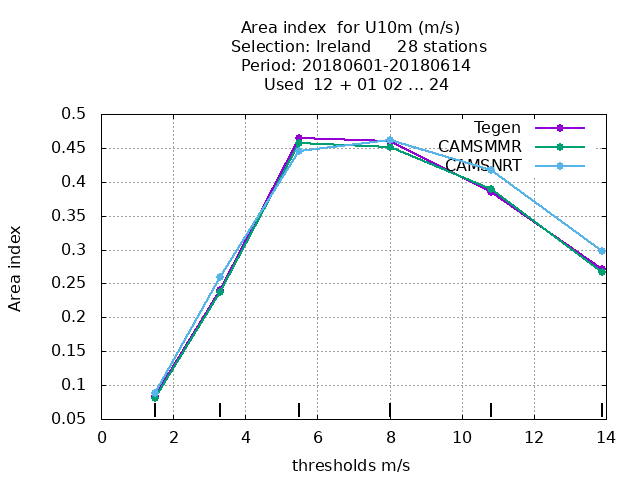 Area index  for U10m (m/s)
Selection: Ireland     28 stations
Period: 20180601-20180614
Used  12 + 01 02 ... 24
0.5
0.45
0.4
0.35
0.3
0.25
0.2
0.15
0.1
0.05
Area index
Tegen
CAMSMMR
CAMSNRT
0 2 4 6 8 10 12 14
thresholds m/s